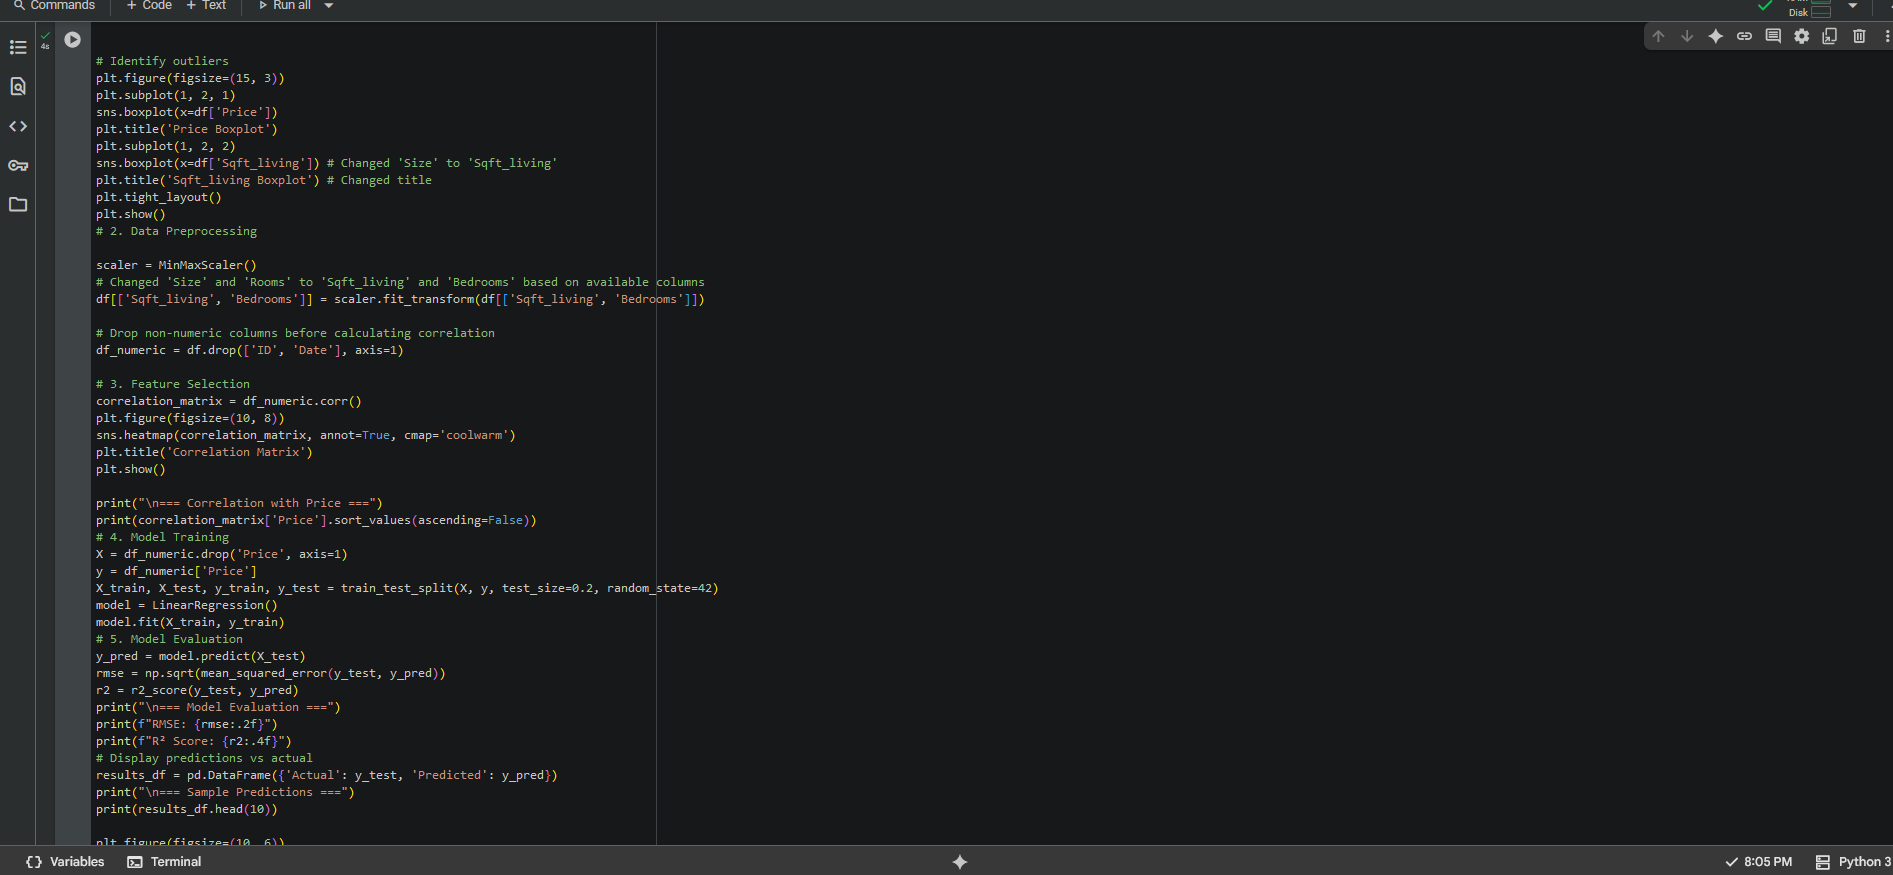 Commands + Code + Text Run all
Disk
4s
# Identify outliers
plt.figure(figsize=(15, 3))
plt.subplot(1, 2, 1)
sns.boxplot(x=df['Price'])
plt.title('Price Boxplot')
plt.subplot(1, 2, 2)
sns.boxplot(x=df['Sqft_living']) # Changed 'Size' to 'Sqft_living'
plt.title('Sqft_living Boxplot') # Changed title
plt.tight_layout()
plt.show()
# 2. Data Preprocessing
scaler = MinMaxScaler()
# Changed 'Size' and 'Rooms' to 'Sqft_living' and 'Bedrooms' based on available columns
df[['Sqft_living', 'Bedrooms']] = scaler.fit_transform(df[['Sqft_living', 'Bedrooms']])
# Drop non-numeric columns before calculating correlation
df_numeric = df.drop(['ID', 'Date'], axis=1)
# 3. Feature Selection
correlation_matrix = df_numeric.corr()
plt.figure(figsize=(10, 8))
sns.heatmap(correlation_matrix, annot=True, cmap='coolwarm')
plt.title('Correlation Matrix')
plt.show()
print("\n=== Correlation with Price ===")
print(correlation_matrix['Price'].sort_values(ascending=False))
# 4. Model Training
X = df_numeric.drop('Price', axis=1)
y = df_numeric['Price']
X_train, X_test, y_train, y_test = train_test_split(X, y, test_size=0.2, random_state=42)
model = LinearRegression()
model.fit(X_train, y_train)
# 5. Model Evaluation
y_pred = model.predict(X_test)
rmse = np.sqrt(mean_squared_error(y_test, y_pred))
r2 = r2_score(y_test, y_pred)
print("\n=== Model Evaluation ===")
print(f"RMSE: {rmse:.2f}")
print(f"R² Score: {r2:.4f}")
# Display predictions vs actual
results_df = pd.DataFrame({'Actual': y_test, 'Predicted': y_pred})
print("\n=== Sample Predictions ===")
print(results_df.head(10))
plt.figure(figsize=(10, 6))
Variables Terminal 8:05 PM Python 3